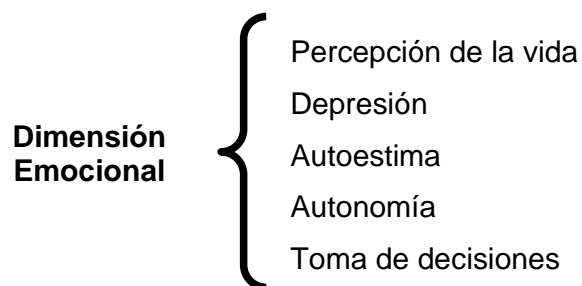 Dimensión
Emocional
Percepción de la vida
Depresión
Autoestima
Autonomía
Toma de decisiones